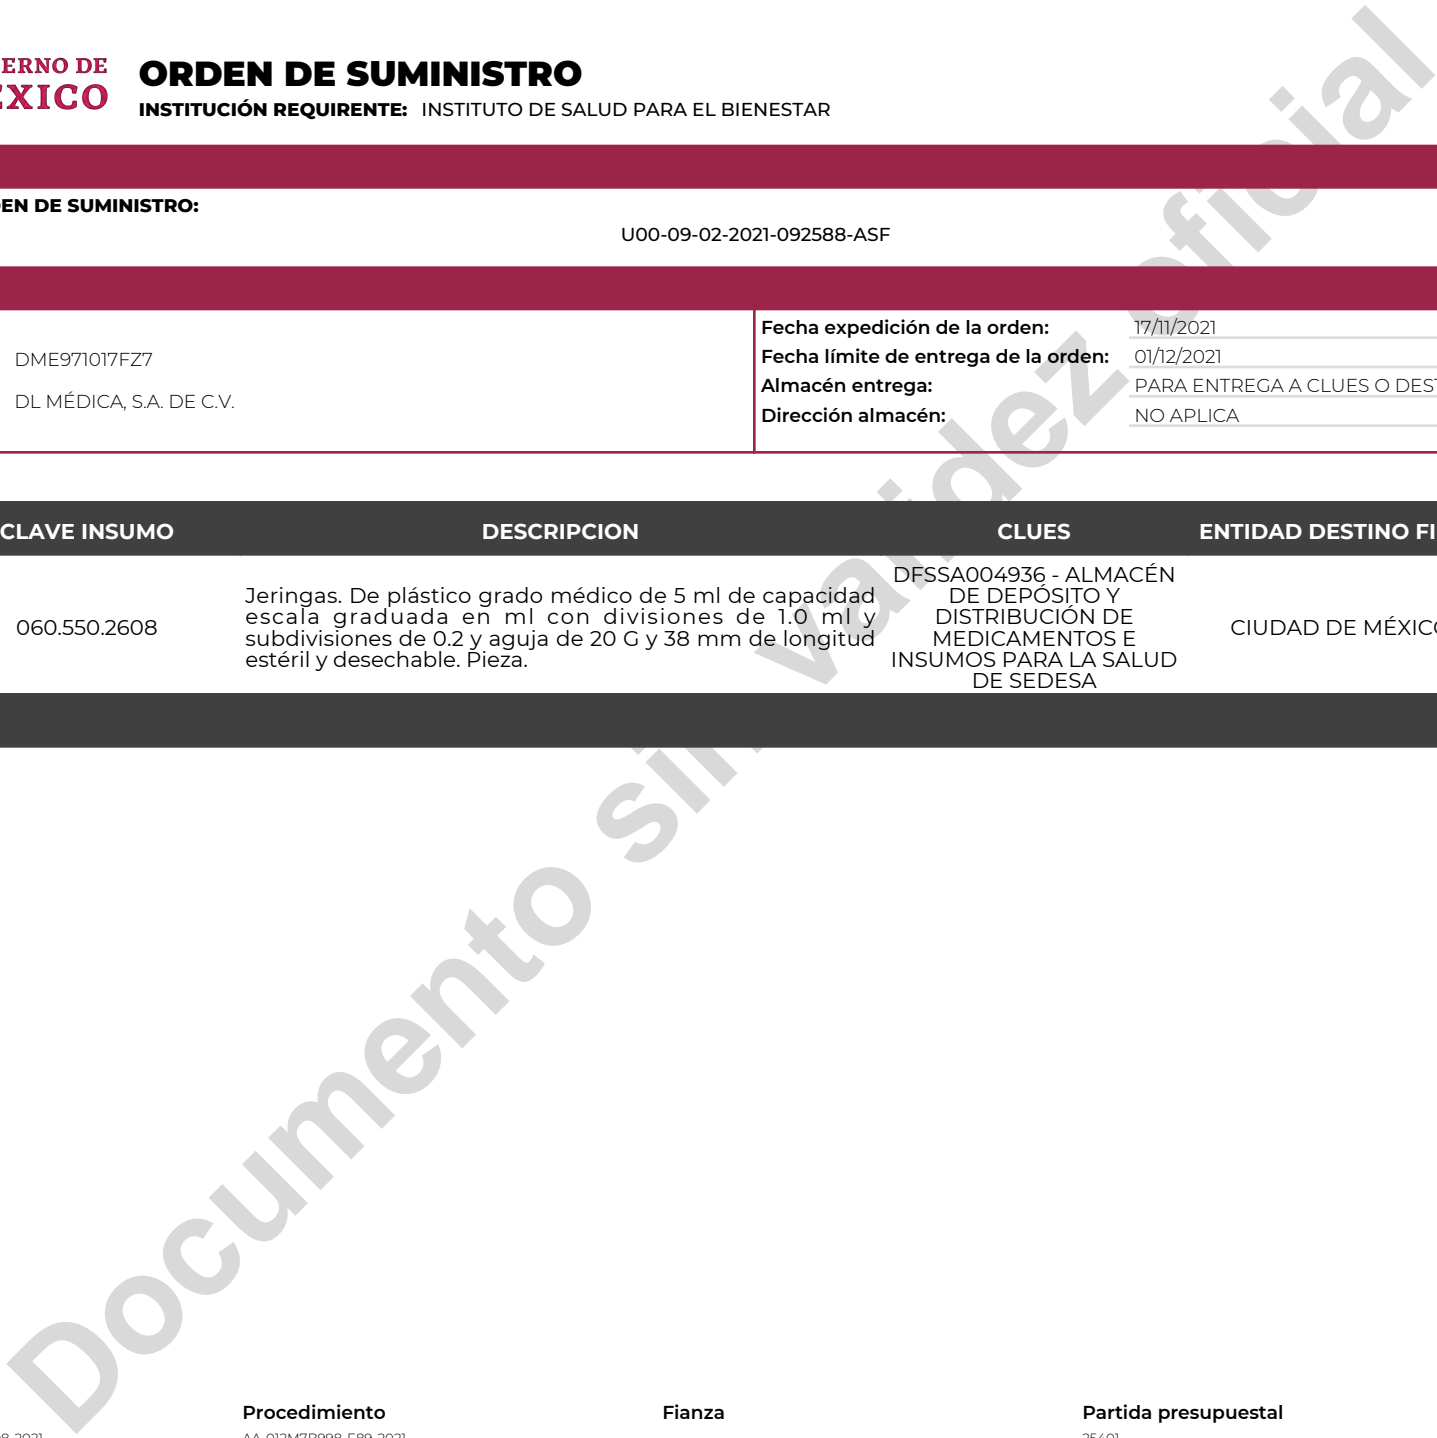 ERNO DE
EXICO
ORDEN DE SUMINISTRO
INSTITUCIÓN REQUIRENTE: INSTITUTO DE SALUD PARA EL BIENESTAR
EN DE SUMINISTRO:
U00-09-02-2021-092588-ASF
DME971017FZ7
DL MÉDICA, S.A. DE C.V.
Fecha expedición de la orden: 17/11/2021
Fecha límite de entrega de la orden: 01/12/2021
Almacén entrega: PARA ENTREGA A CLUES O DEST
Dirección almacén: NO APLICA
CLAVE INSUMO DESCRIPCION CLUES ENTIDAD DESTINO FI
060.550.2608
Jeringas. De plástico grado médico de 5 ml de capacidad
escala graduada en ml con divisiones de 1.0 ml y
subdivisiones de 0.2 y aguja de 20 G y 38 mm de longitud
estéril y desechable. Pieza.
DFSSA004936 - ALMACÉN
DE DEPÓSITO Y
DISTRIBUCIÓN DE
MEDICAMENTOS E
INSUMOS PARA LA SALUD
DE SEDESA
CIUDAD DE MÉXICO
Documento sin validez oficial
Procedimiento Fianza Partida presupuestal